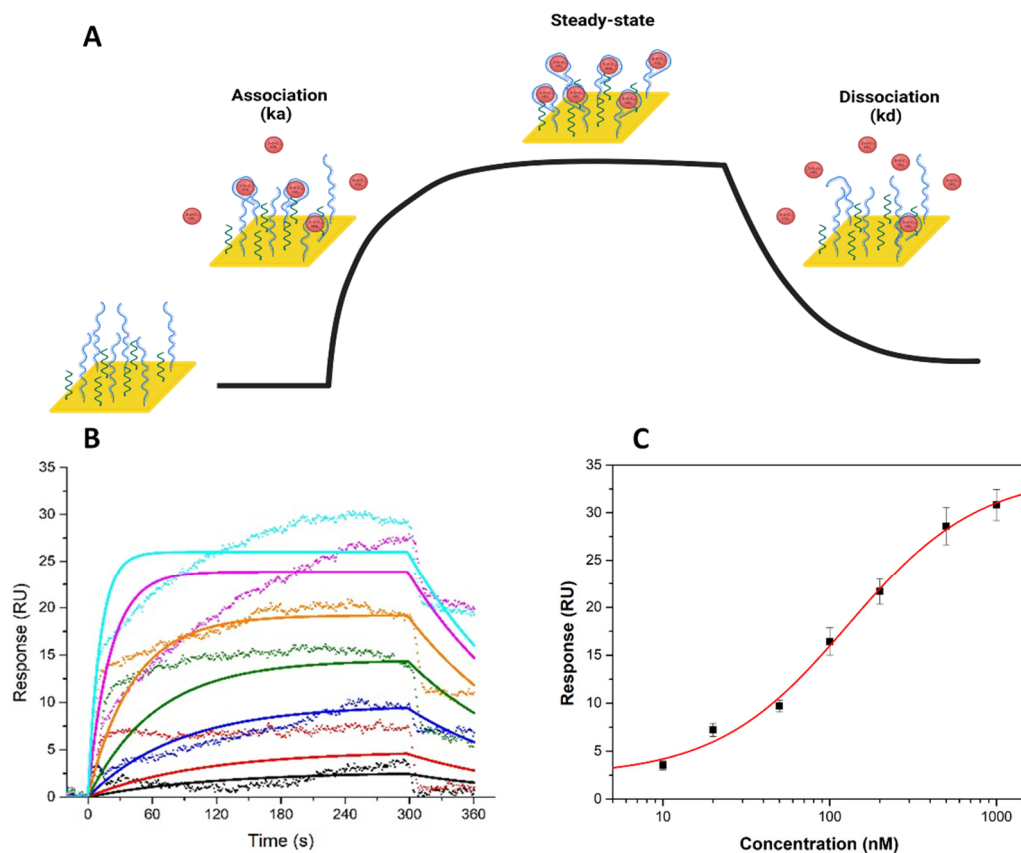 A
Steady-state
Association
(ka)
Dissociation
(kd)
B
Response (RU)
35
30
25
20
15
10
5
0
0 60 120 180 240 300 360
Time (s)
C
Response (RU)
35
30
25
20
15
10
5
0
10 100 1000
Concentration (nM)